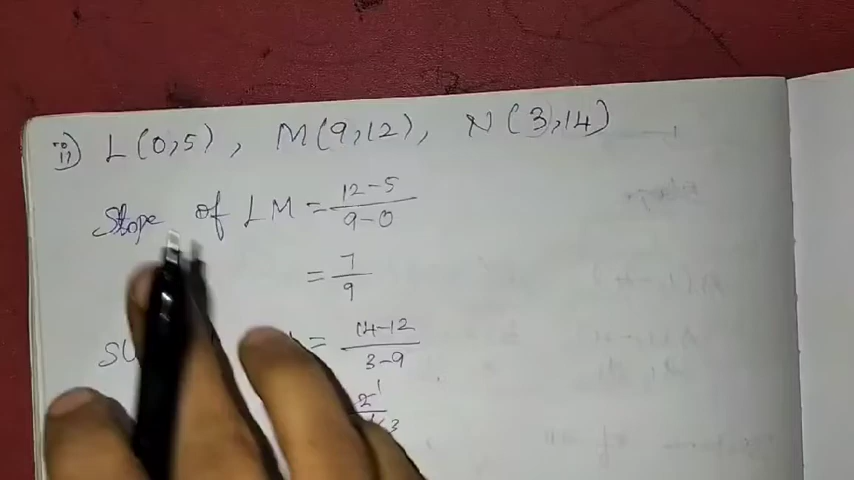 ii) L(0,5), M(9,12), N(3,14)
Slope of LM = 12-5 / 9-0
= 7/9
= 14-12 / 3-9